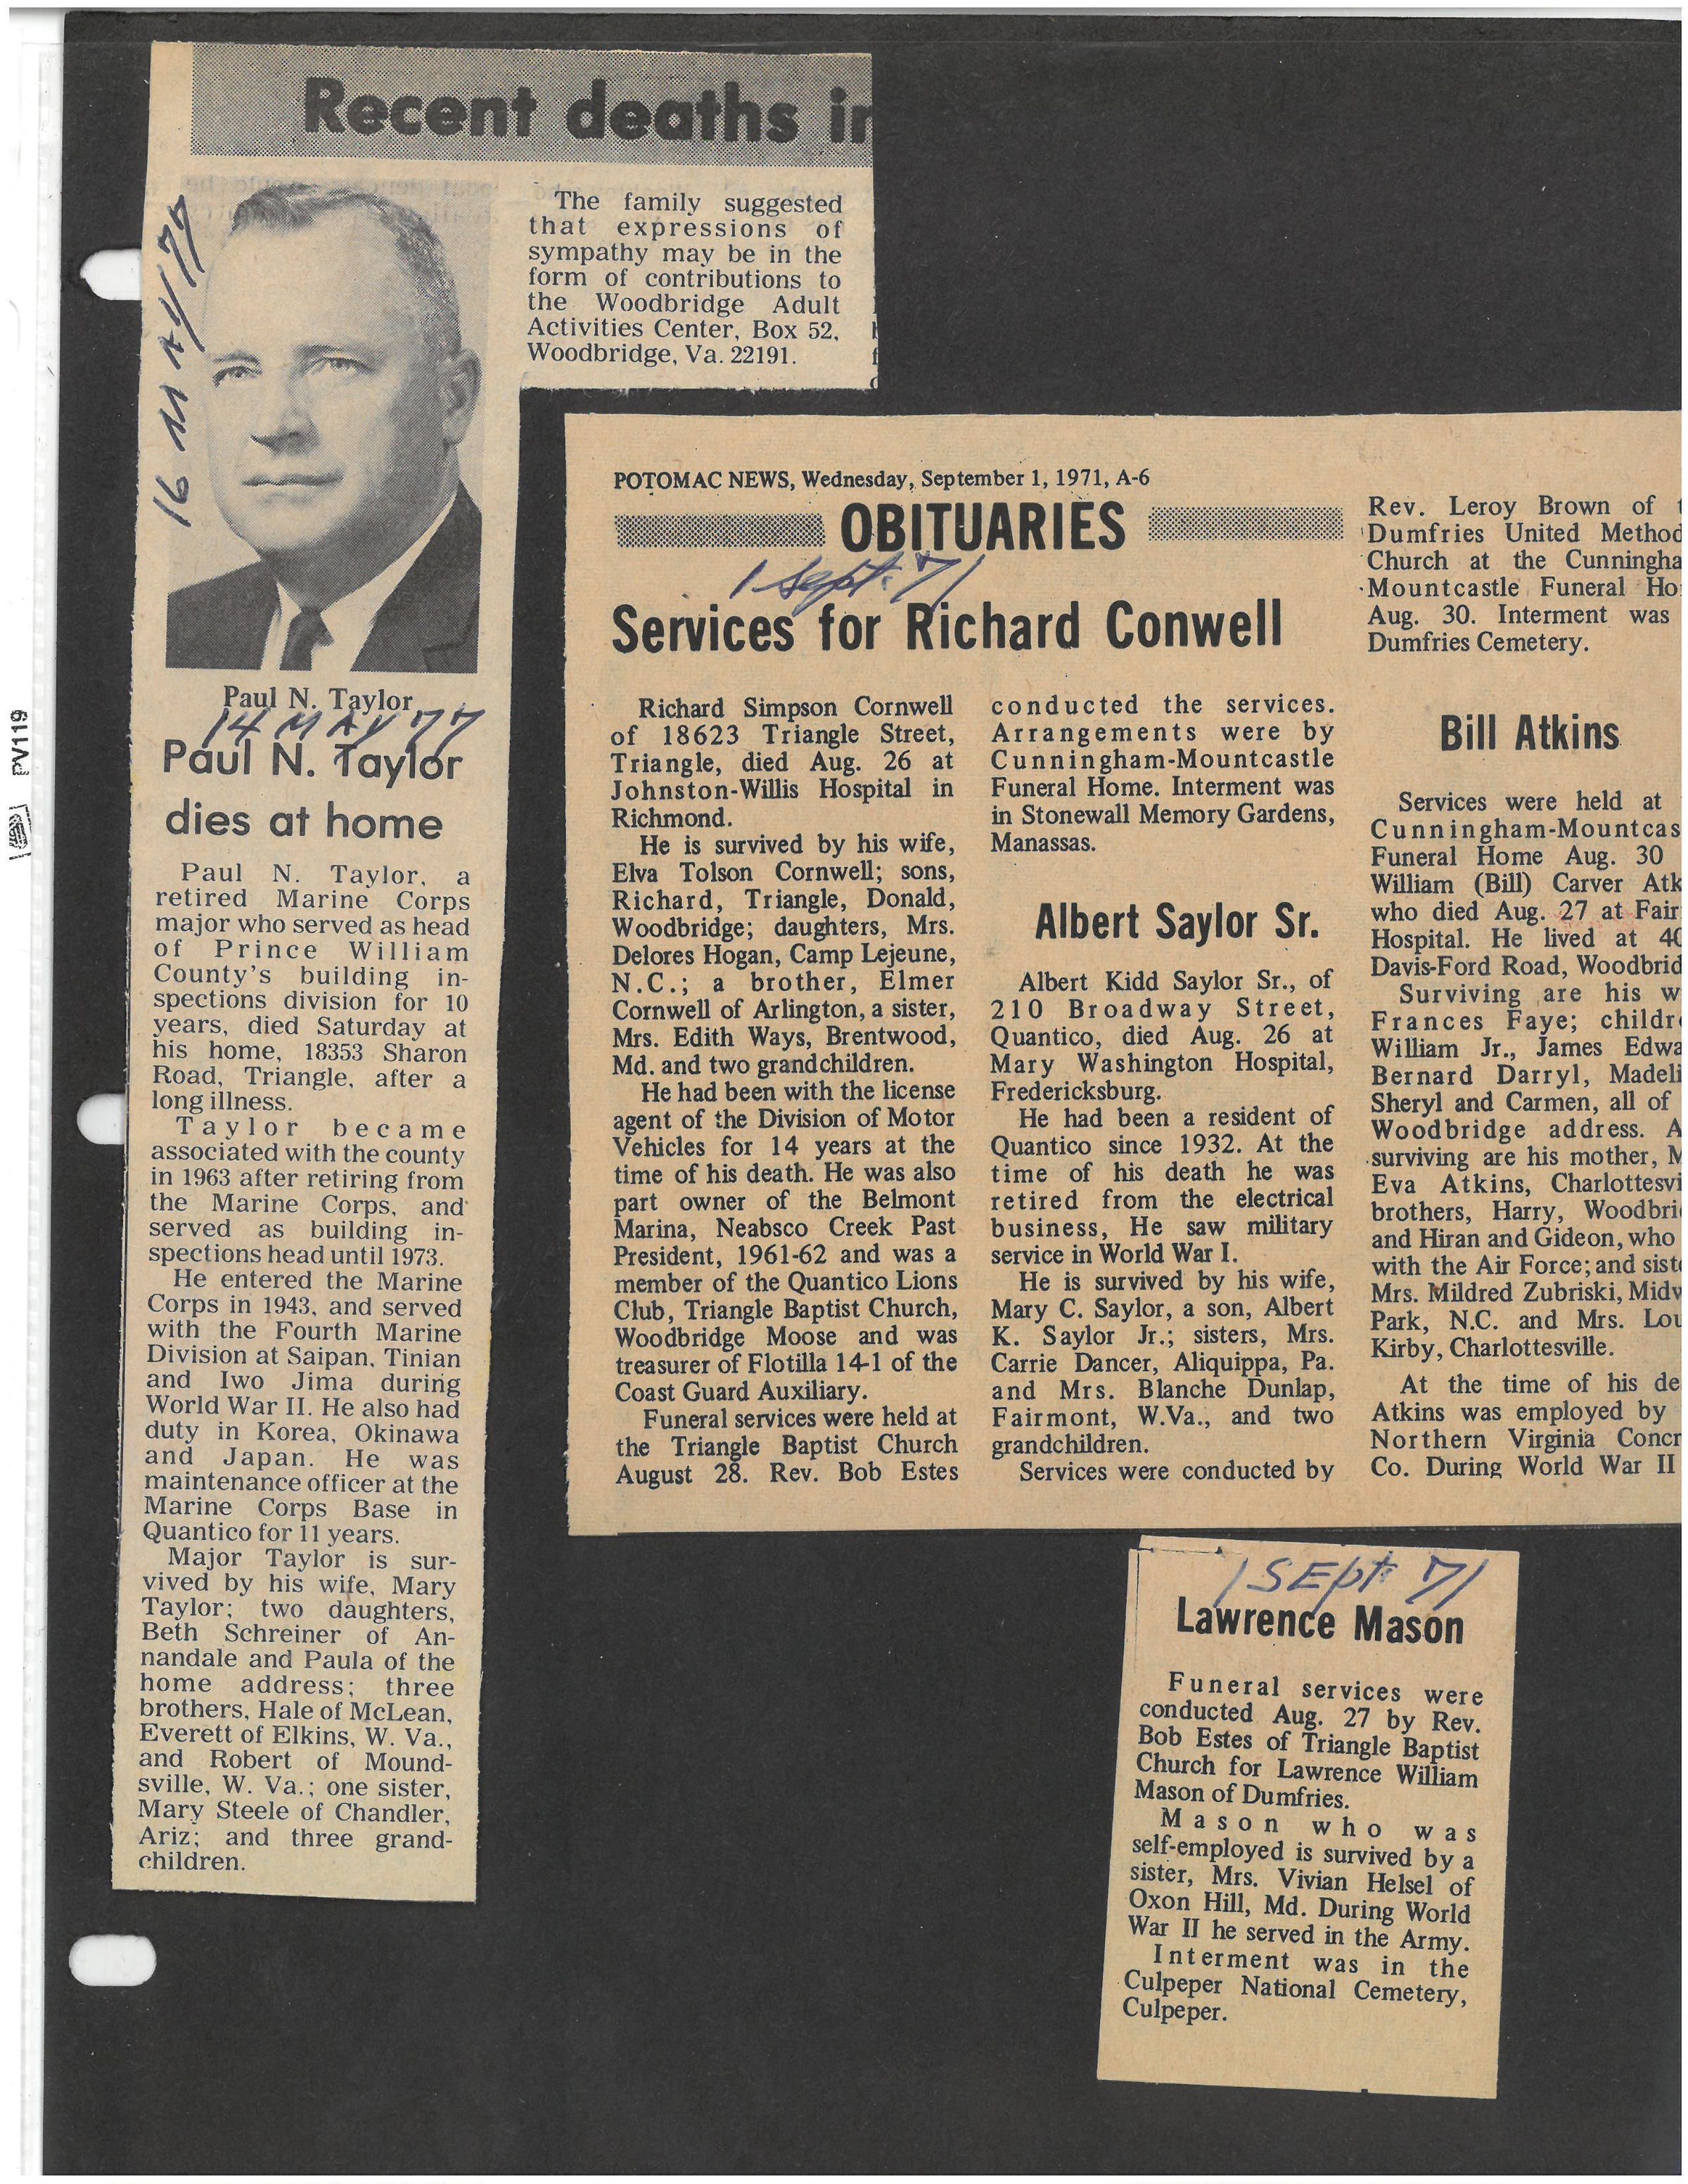 Recent deaths in
16 MAY 77
Paul N. Taylor
14 MAY 77
Paul N. Taylor
dies at home
Paul N. Taylor, a
retired Marine Corps
major who served as head
of Prince William
County's building in-
spections division for 10
years, died Saturday at
his home, 18353 Sharon
Road, Triangle, after a
long illness.
Taylor became
associated with the county
in 1963 after retiring from
the Marine Corps, and
served as building in-
spections head until 1973.
He entered the Marine
Corps in 1943, and served
with the Fourth Marine
Division at Saipan, Tinian
and Iwo Jima during
World War II. He also had
duty in Korea, Okinawa
and Japan. He was
maintenance officer at the
Marine Corps Base in
Quantico for 11 years.
Major Taylor is sur-
vived by his wife, Mary
Taylor; two daughters,
Beth Schreiner of An-
nandale and Paula of the
home address; three
brothers, Hale of McLean,
Everett of Elkins, W. Va.,
and Robert of Mound-
sville, W. Va.; one sister,
Mary Steele of Chandler,
Ariz; and three grand-
children.
The family suggested
that expressions of
sympathy may be in the
form of contributions to
the Woodbridge Adult
Activities Center, Box 52,
Woodbridge, Va. 22191.
PV119
POTOMAC NEWS, Wednesday, September 1, 1971, A-6
OBITUARIES
1 Sept. 71
Services for Richard Conwell
Richard Simpson Cornwell
of 18623 Triangle Street,
Triangle, died Aug. 26 at
Johnston-Willis Hospital in
Richmond.
He is survived by his wife,
Elva Tolson Cornwell; sons,
Richard, Triangle, Donald,
Woodbridge; daughters, Mrs.
Delores Hogan, Camp Lejeune,
N.C.; a brother, Elmer
Cornwell of Arlington, a sister,
Mrs. Edith Ways, Brentwood,
Md. and two grandchildren.
He had been with the license
agent of the Division of Motor
Vehicles for 14 years at the
time of his death. He was also
part owner of the Belmont
Marina, Neabsco Creek Past
President, 1961-62 and was a
member of the Quantico Lions
Club, Triangle Baptist Church,
Woodbridge Moose and was
treasurer of Flotilla 14-1 of the
Coast Guard Auxiliary.
Funeral services were held at
the Triangle Baptist Church
August 28. Rev. Bob Estes
conducted the services.
Arrangements were by
Cunningham-Mountcastle
Funeral Home. Interment was
in Stonewall Memory Gardens,
Manassas.
Albert Saylor Sr.
Albert Kidd Saylor Sr., of
210 Broadway Street,
Quantico, died Aug. 26 at
Mary Washington Hospital,
Fredericksburg.
He had been a resident of
Quantico since 1932. At the
time of his death he was
retired from the electrical
business, He saw military
service in World War I.
He is survived by his wife,
Mary C. Saylor, a son, Albert
K. Saylor Jr.; sisters, Mrs.
Carrie Dancer, Aliquippa, Pa.
and Mrs. Blanche Dunlap,
Fairmont, W.Va., and two
grandchildren.
Services were conducted by
Rev. Leroy Brown of
Dumfries United Method
Church at the Cunningha
Mountcastle Funeral Ho
Aug. 30. Interment was
Dumfries Cemetery.
Bill Atkins
Services were held at
Cunningham-Mountcas
Funeral Home Aug. 30
William (Bill) Carver Atk
who died Aug. 27 at Fair
Hospital. He lived at 40
Davis-Ford Road, Woodbrid
Surviving are his w
Frances Faye; childr
William Jr., James Edwa
Bernard Darryl, Madeli
Sheryl and Carmen, all of
Woodbridge address. A
surviving are his mother, M
Eva Atkins, Charlottesvi
brothers, Harry, Woodbri
and Hiran and Gideon, who
with the Air Force; and sist
Mrs. Mildred Zubriski, Midw
Park, N.C. and Mrs. Lou
Kirby, Charlottesville.
At the time of his de
Atkins was employed by
Northern Virginia Concr
Co. During World War II
1 SEpt 71
Lawrence Mason
Funeral services were
conducted Aug. 27 by Rev.
Bob Estes of Triangle Baptist
Church for Lawrence William
Mason of Dumfries.
Mason who was
self-employed is survived by a
sister, Mrs. Vivian Helsel of
Oxon Hill, Md. During World
War II he served in the Army.
Interment was in the
Culpeper National Cemetery,
Culpeper.